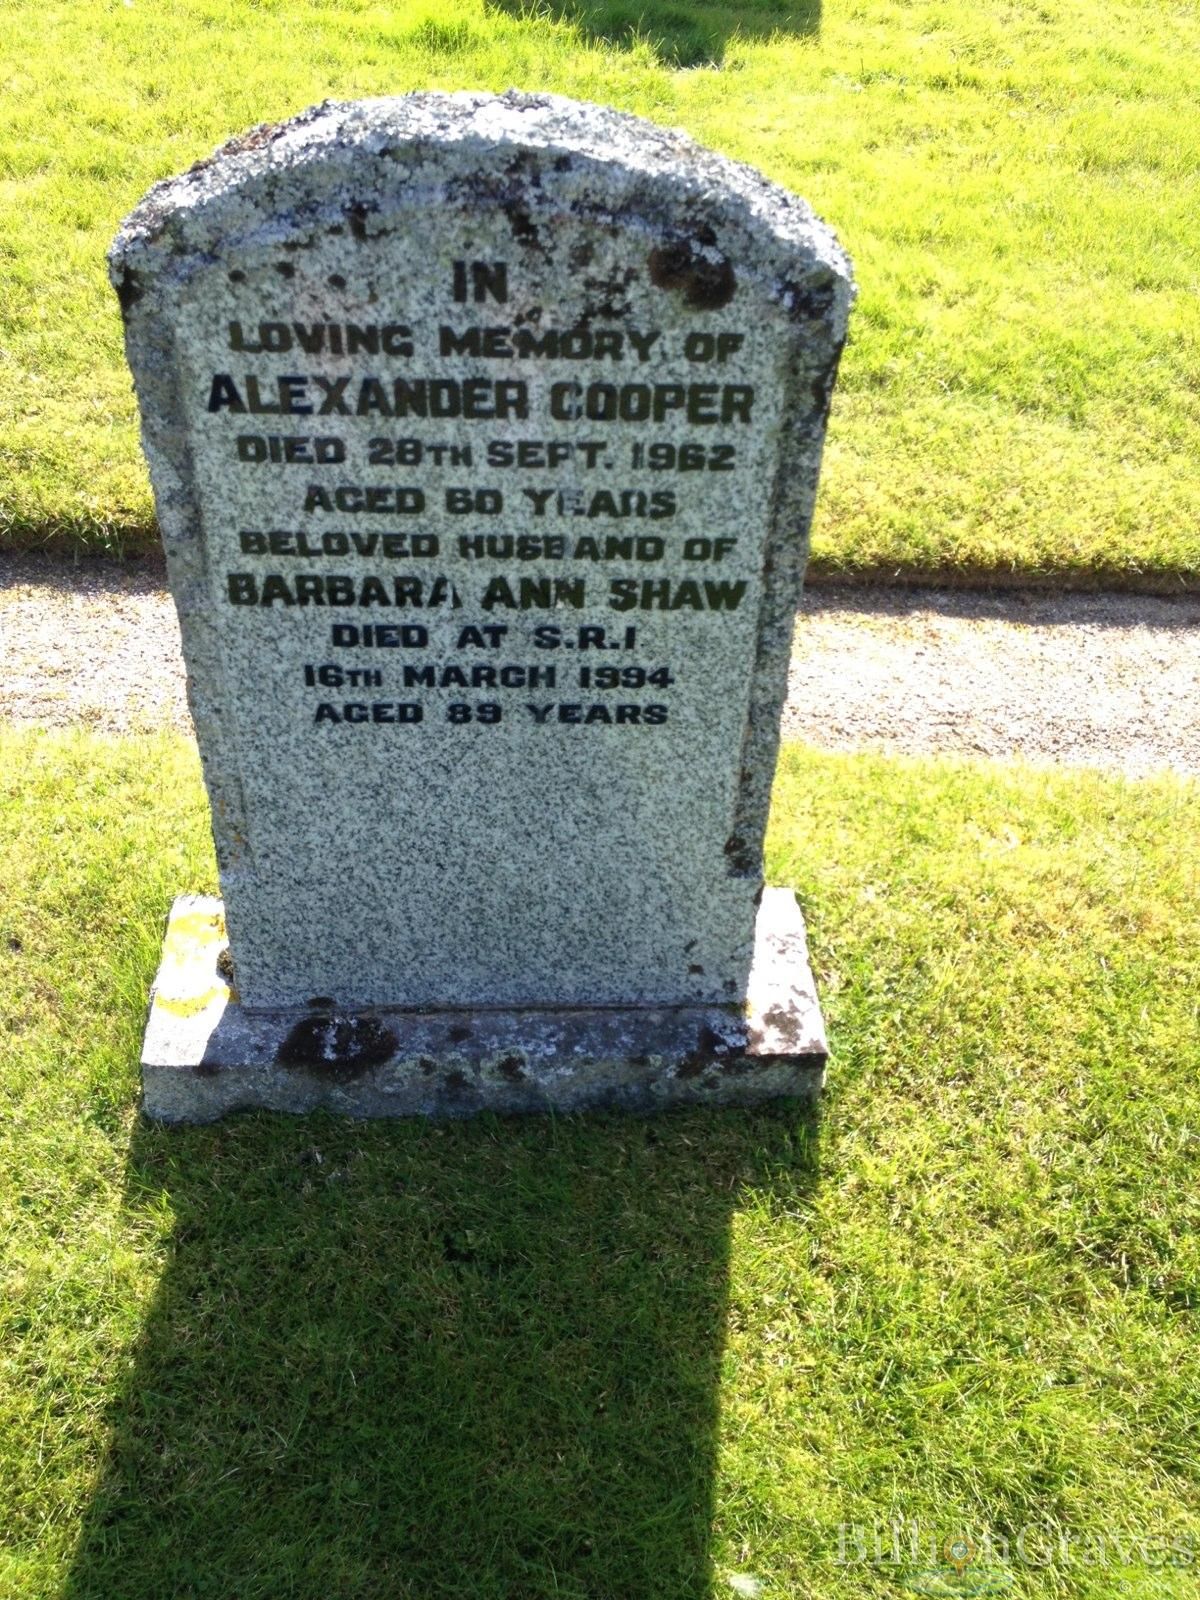 IN
LOVING MEMORY OF
ALEXANDER COOPER
DIED 28TH SEPT. 1962
AGED 60 YEARS
BELOVED HUSBAND OF
BARBARA ANN SHAW
DIED AT S.R.I.
16TH MARCH 1994
AGED 89 YEARS
BillionGraves
© 2014